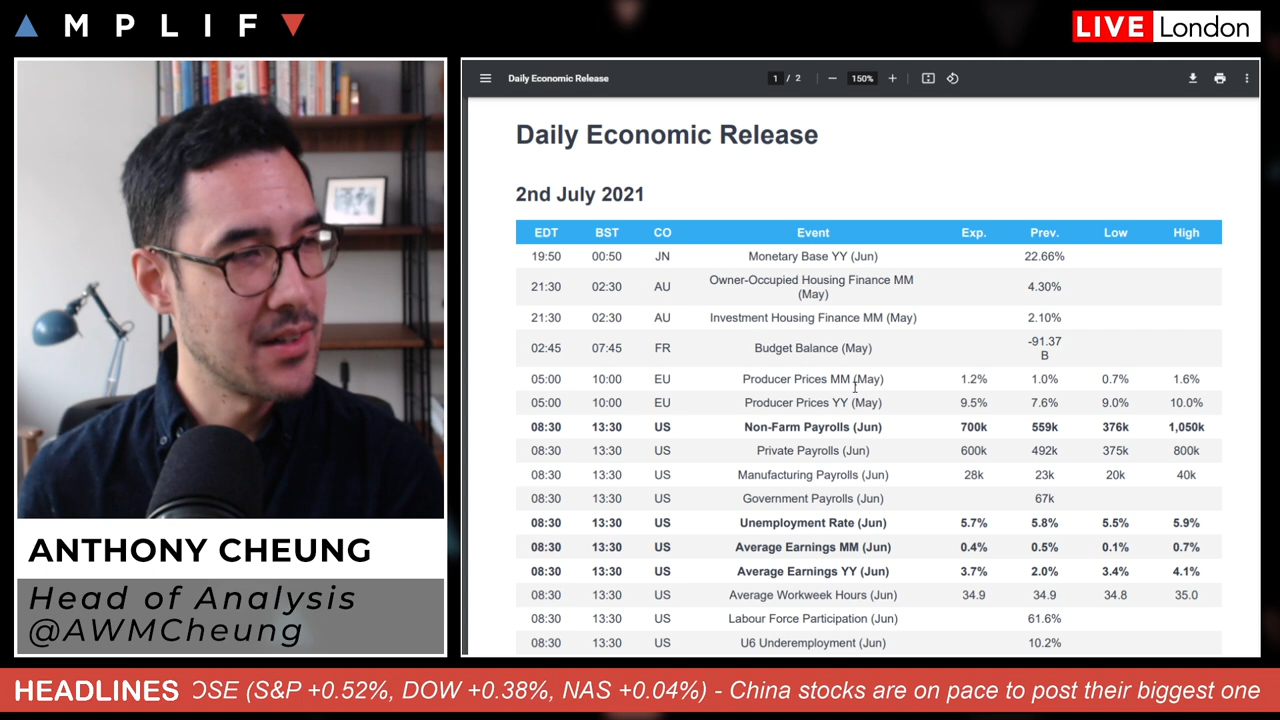 AMPLIFY
LIVE London
Daily Economic Release 1 / 2 150%
Daily Economic Release
2nd July 2021
EDT BST CO Event Exp. Prev. Low High
19:50 00:50 JN Monetary Base YY (Jun) 22.66%
21:30 02:30 AU Owner-Occupied Housing Finance MM (May) 4.30%
21:30 02:30 AU Investment Housing Finance MM (May) 2.10%
02:45 07:45 FR Budget Balance (May) -91.37 B
05:00 10:00 EU Producer Prices MM (May) 1.2% 1.0% 0.7% 1.6%
05:00 10:00 EU Producer Prices YY (May) 9.5% 7.6% 9.0% 10.0%
08:30 13:30 US Non-Farm Payrolls (Jun) 700k 559k 376k 1,050k
08:30 13:30 US Private Payrolls (Jun) 600k 492k 375k 800k
08:30 13:30 US Manufacturing Payrolls (Jun) 28k 23k 20k 40k
08:30 13:30 US Government Payrolls (Jun) 67k
08:30 13:30 US Unemployment Rate (Jun) 5.7% 5.8% 5.5% 5.9%
08:30 13:30 US Average Earnings MM (Jun) 0.4% 0.5% 0.1% 0.7%
08:30 13:30 US Average Earnings YY (Jun) 3.7% 2.0% 3.4% 4.1%
08:30 13:30 US Average Workweek Hours (Jun) 34.9 34.9 34.8 35.0
08:30 13:30 US Labour Force Participation (Jun) 61.6%
08:30 13:30 US U6 Underemployment (Jun) 10.2%
ANTHONY CHEUNG
Head of Analysis
@AWMCheung
HEADLINES OSE (S&P +0.52%, DOW +0.38%, NAS +0.04%) - China stocks are on pace to post their biggest one